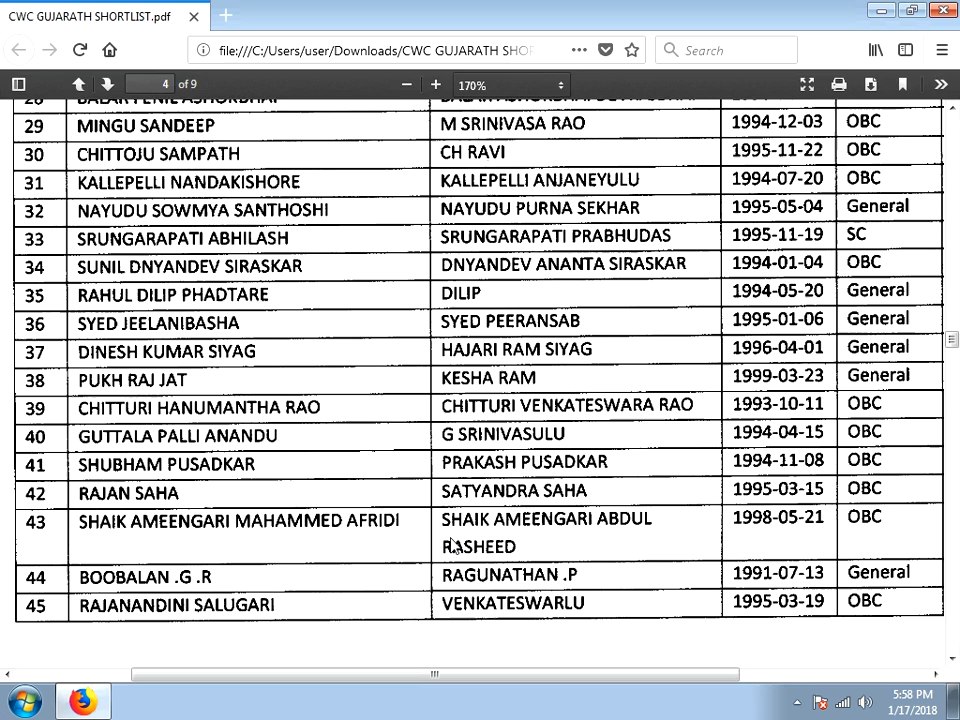 CWC GUJARATH SHORTLIST.pdf
file:///C:/Users/user/Downloads/CWC GUJARATH SHOR
Search
4 of 9
170%
29 MINGU SANDEEP M SRINIVASA RAO 1994-12-03 OBC
30 CHITTOJU SAMPATH CH RAVI 1995-11-22 OBC
31 KALLEPELLI NANDAKISHORE KALLEPELLI ANJANEYULU 1994-07-20 OBC
32 NAYUDU SOWMYA SANTHOSHI NAYUDU PURNA SEKHAR 1995-05-04 General
33 SRUNGARAPATI ABHILASH SRUNGARAPATI PRABHUDAS 1995-11-19 SC
34 SUNIL DNYANDEV SIRASKAR DNYANDEV ANANTA SIRASKAR 1994-01-04 OBC
35 RAHUL DILIP PHADTARE DILIP 1994-05-20 General
36 SYED JEELANIBASHA SYED PEERANSAB 1995-01-06 General
37 DINESH KUMAR SIYAG HAJARI RAM SIYAG 1996-04-01 General
38 PUKH RAJ JAT KESHA RAM 1999-03-23 General
39 CHITTURI HANUMANTHA RAO CHITTURI VENKATESWARA RAO 1993-10-11 OBC
40 GUTTALA PALLI ANANDU G SRINIVASULU 1994-04-15 OBC
41 SHUBHAM PUSADKAR PRAKASH PUSADKAR 1994-11-08 OBC
42 RAJAN SAHA SATYANDRA SAHA 1995-03-15 OBC
43 SHAIK AMEENGARI MAHAMMED AFRIDI SHAIK AMEENGARI ABDUL 1998-05-21 OBC
RASHEED
44 BOOBALAN .G .R RAGUNATHAN .P 1991-07-13 General
45 RAJANANDINI SALUGARI VENKATESWARLU 1995-03-19 OBC
5:58 PM
1/17/2018